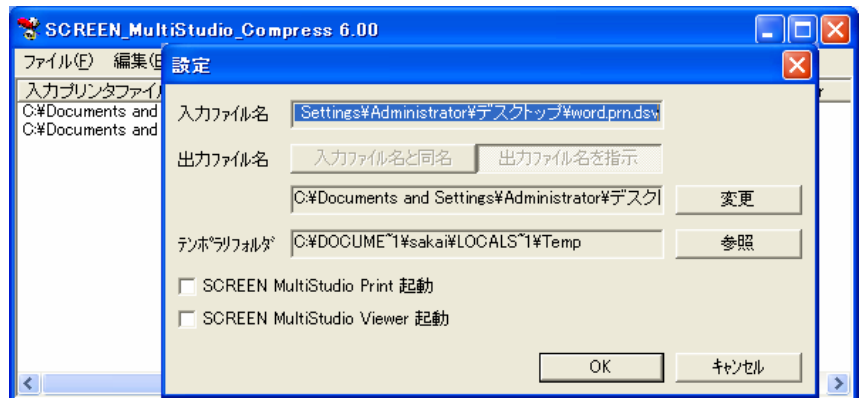 SCREEN_MultiStudio_Compress 6.00
ファイル(F) 編集(E
設定
入力プリンタファイル
C:¥Documents and
C:¥Documents and
入力ファイル名 Settings¥Administrator¥デスクトップ¥word.prn.dsv
出力ファイル名 入力ファイル名と同名 出力ファイル名を指示
C:¥Documents and Settings¥Administrator¥デスク 変更
テンポラリフォルダ C:¥DOCUME~1¥sakai¥LOCALS~1¥Temp 参照
SCREEN MultiStudio Print 起動
SCREEN MultiStudio Viewer 起動
OK キャンセル